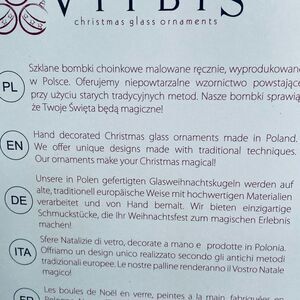 VITBIS
christmas glass ornaments
PL
Szklane bombki choinkowe malowane ręcznie, wyprodukowane
w Polsce. Oferujemy niepowtarzalne wzornictwo powstające
przy użyciu starych tradycyjnych metod. Nasze bombki sprawią,
że Twoje Święta będą magiczne!
EN
Hand decorated Christmas glass ornaments made in Poland.
We offer unique designs made with traditional techniques.
Our ornaments make your Christmas magical!
DE
Unsere in Polen gefertigten Glasweihnachtskugeln werden auf
alte, traditionell europäische Weise mit hochwertigen Materialien
verarbeitet und von Hand bemalt. Wir bieten einzigartige
Schmuckstücke, die Ihr Weihnachtsfest zum magischen Erlebnis
machen!
ITA
Sfere Natalizie di vetro, decorate a mano e prodotte in Polonia.
Offriamo un design unico realizzato secondo gli antichi metodi
tradizionali europee. Le nostre palline renderanno il Vostro Natale
magico!
Les boules de Noël en verre, peintes à la main, fabriquées en